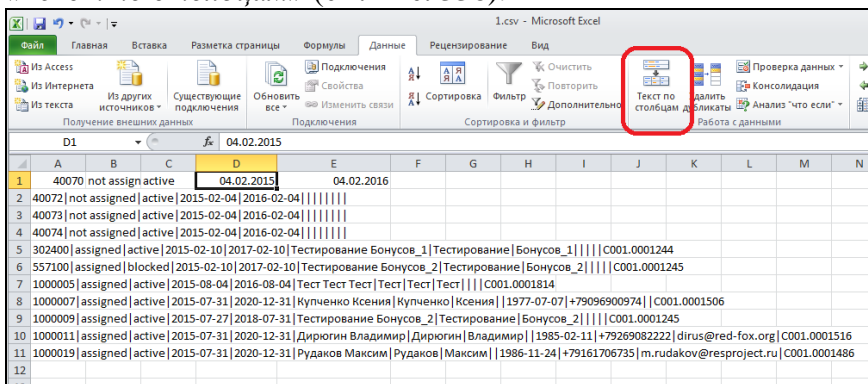 1.csv - Microsoft Excel
Файл Главная Вставка Разметка страницы Формулы Данные Рецензирование Вид
Из Access
Из Интернета
Из текста
Из других источников
Существующие подключения
Получение внешних данных
Обновить все
Подключения
Свойства
Изменить связи
Подключения
Сортировка
Фильтр
Очистить
Повторить
Дополнительно
Сортировка и фильтр
Текст по столбцам
Удалить дубликаты
Проверка данных
Консолидация
Анализ "что если"
Работа с данными
D1 fx 04.02.2015
A B C D E F G H I J K L M N
1 40070 not assign active 04.02.2015 04.02.2016
2 40072|not assigned|active|2015-02-04|2016-02-04||||||||
3 40073|not assigned|active|2015-02-04|2016-02-04||||||||
4 40074|not assigned|active|2015-02-04|2016-02-04||||||||
5 302400|assigned|active|2015-02-10|2017-02-10|Тестирование Бонусов_1|Тестирование|Бонусов_1|||||C001.0001244
6 557100|assigned|blocked|2015-02-10|2017-02-10|Тестирование Бонусов_2|Тестирование|Бонусов_2|||||C001.0001245
7 1000005|assigned|active|2015-08-04|2016-08-04|Тест Тест Тест|Тест|Тест|Тест||||C001.0001814
8 1000007|assigned|active|2015-07-31|2020-12-31|Купченко Ксения|Купченко|Ксения||1977-07-07|+79096900974||C001.0001506
9 1000009|assigned|active|2015-07-27|2018-07-31|Тестирование Бонусов_2|Тестирование|Бонусов_2|||||C001.0001245
10 1000011|assigned|active|2015-07-31|2020-12-31|Дирюгин Владимир|Дирюгин|Владимир||1985-02-11|+79269082222|dirus@red-fox.org|C001.0001516
11 1000019|assigned|active|2015-07-31|2020-12-31|Рудаков Максим|Рудаков|Максим||1986-11-24|+79161706735|m.rudakov@resproject.ru|C001.0001486
12